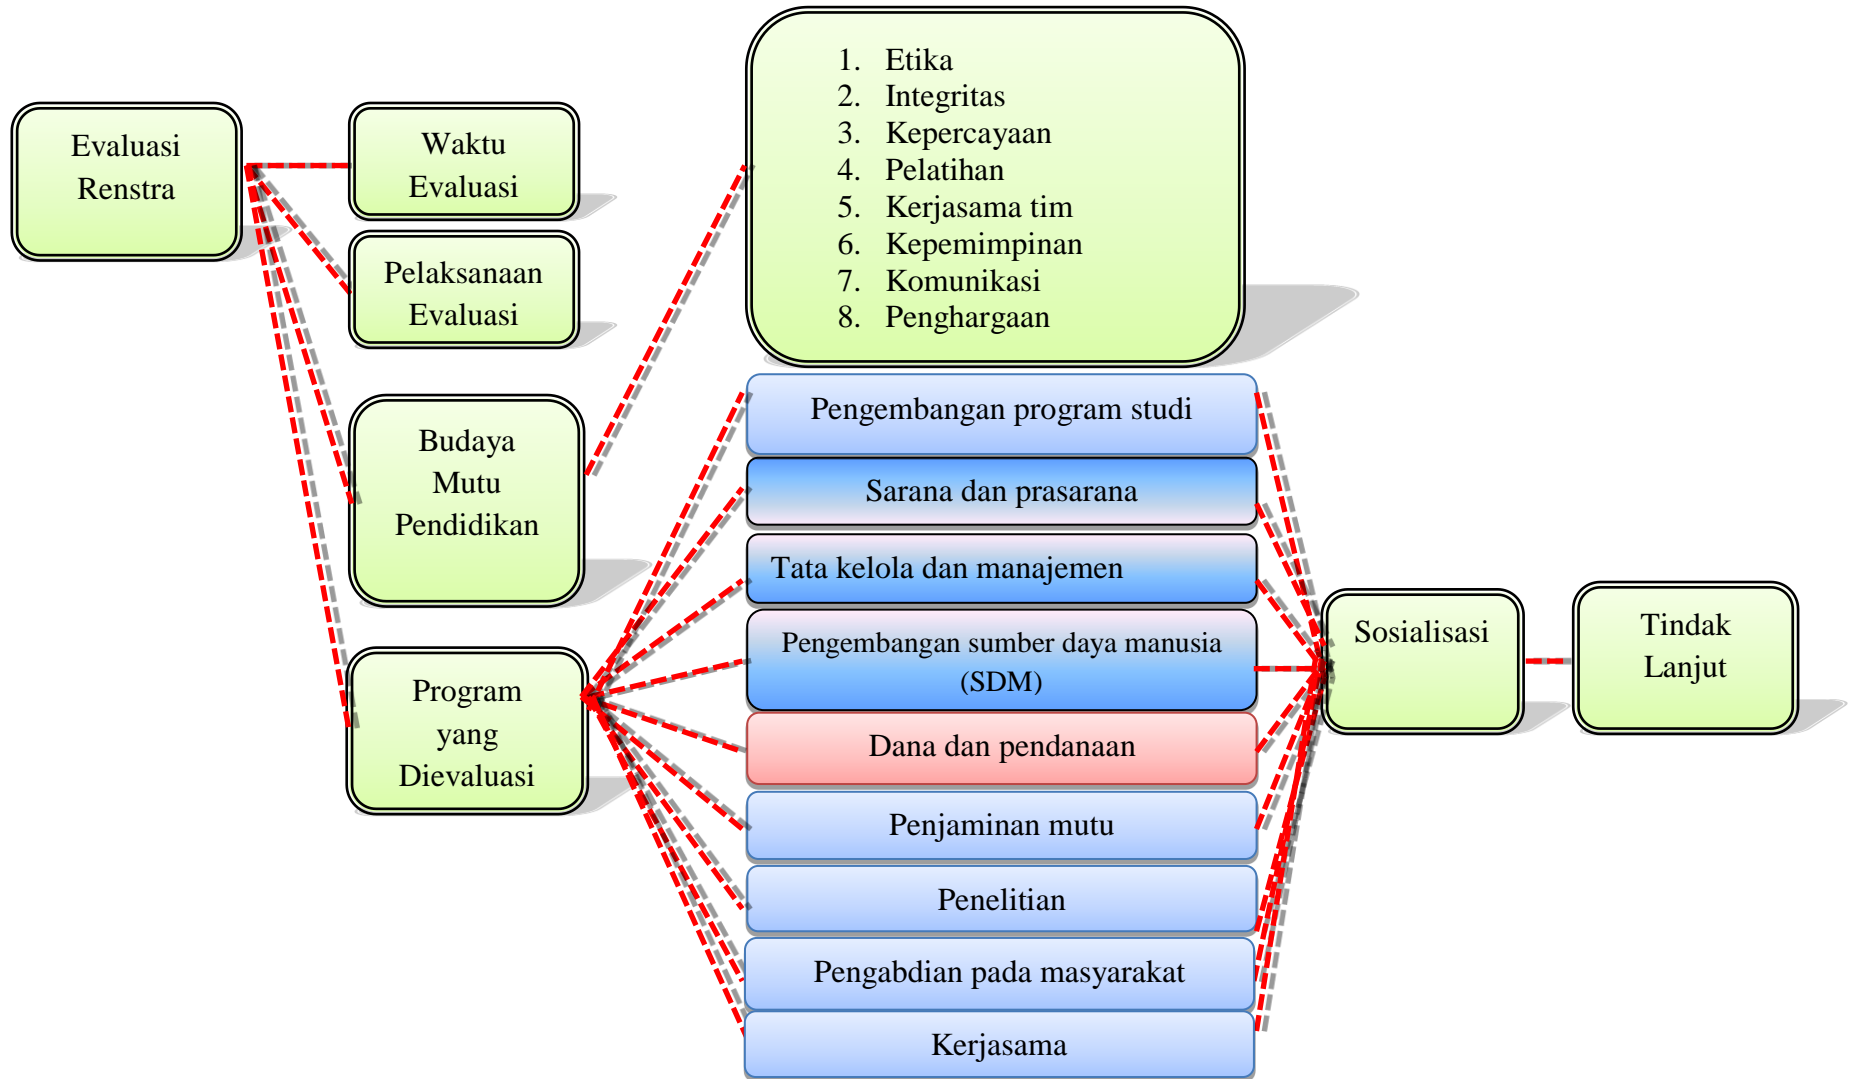 Evaluasi
Renstra
Waktu
Evaluasi
Pelaksanaan
Evaluasi
Budaya
Mutu
Pendidikan
Program
yang
Dievaluasi
1. Etika
2. Integritas
3. Kepercayaan
4. Pelatihan
5. Kerjasama tim
6. Kepemimpinan
7. Komunikasi
8. Penghargaan
Pengembangan program studi
Sarana dan prasarana
Tata kelola dan manajemen
Pengembangan sumber daya manusia
(SDM)
Dana dan pendanaan
Penjaminan mutu
Penelitian
Pengabdian pada masyarakat
Kerjasama
Sosialisasi
Tindak
Lanjut